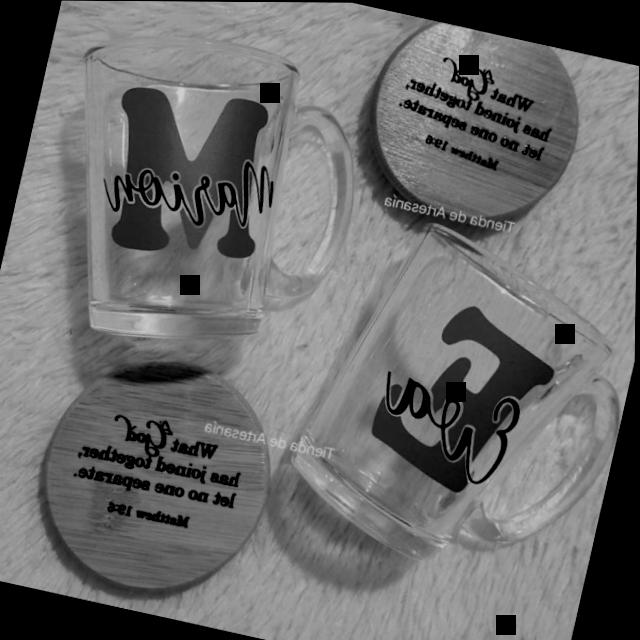 What God
has joined together,
let no one separate.
Matthew 19:6
M
Marion
Tienda de Artesania
E
What God
has joined together,
let no one separate.
Matthew 19:6
Tienda de Artesania